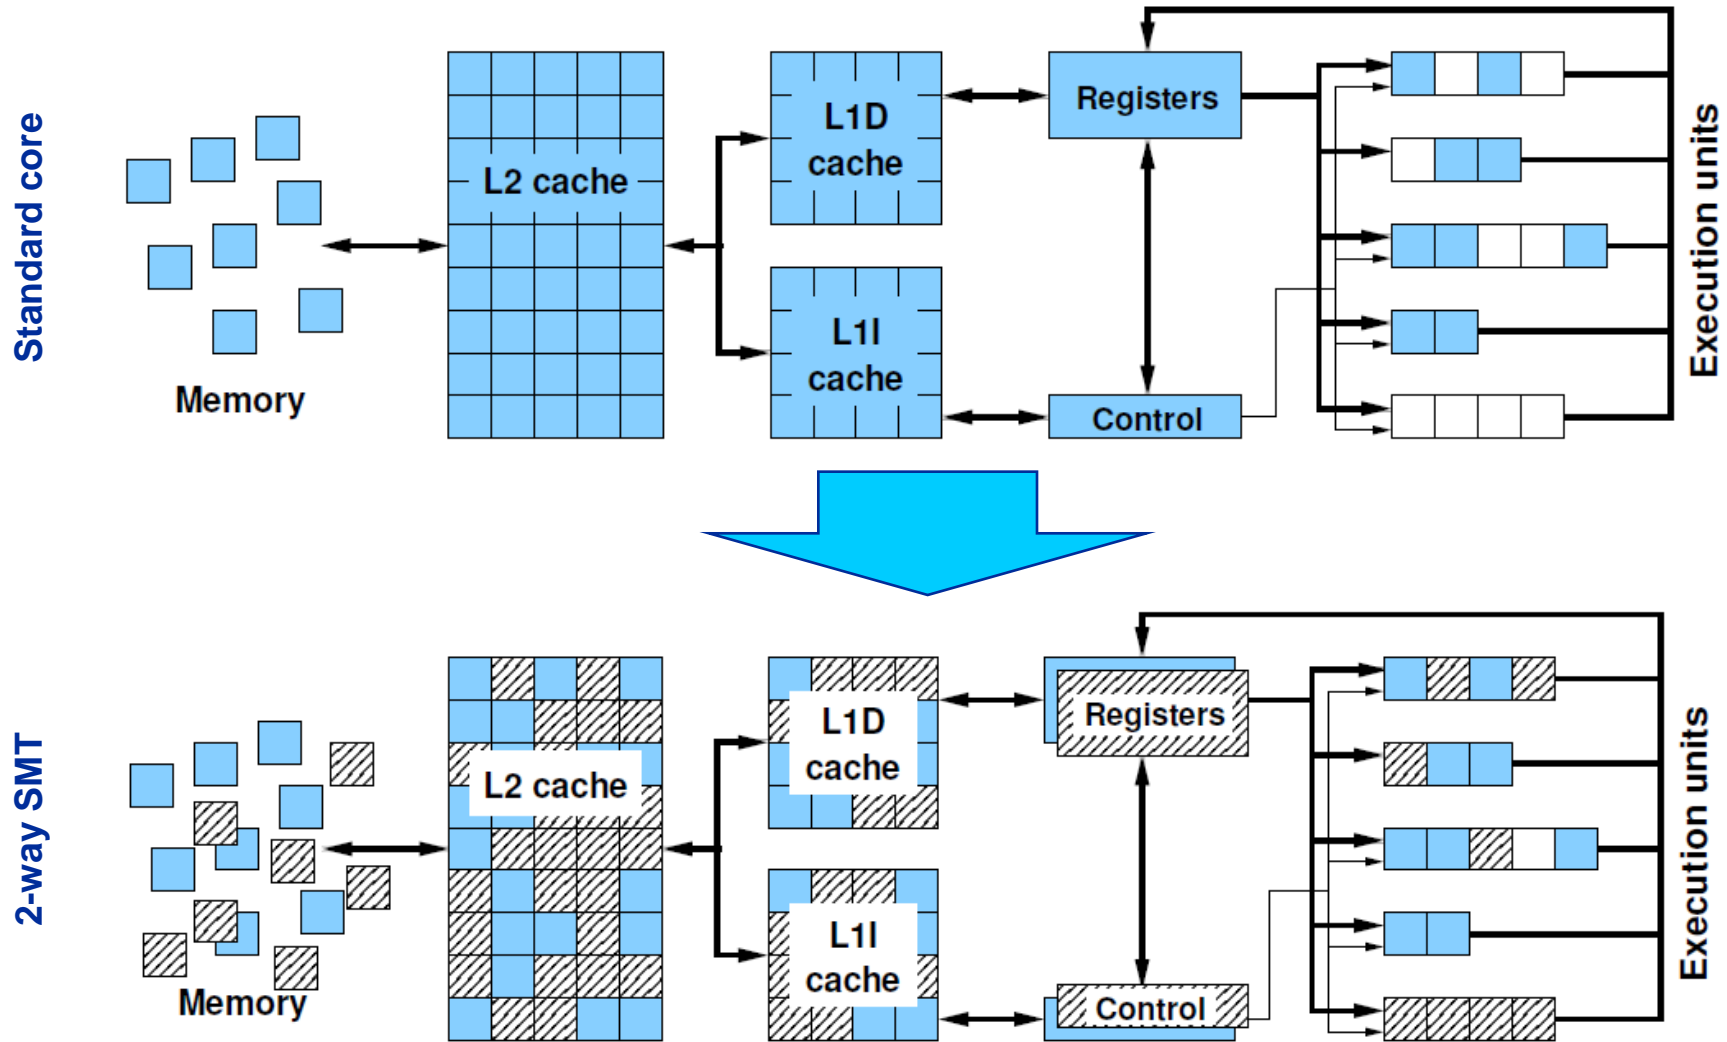 Standard core
Memory
L2 cache
L1D
cache
L1I
cache
Registers
Control
Execution units
2-way SMT
Memory
L2 cache
L1D
cache
L1I
cache
Registers
Control
Execution units